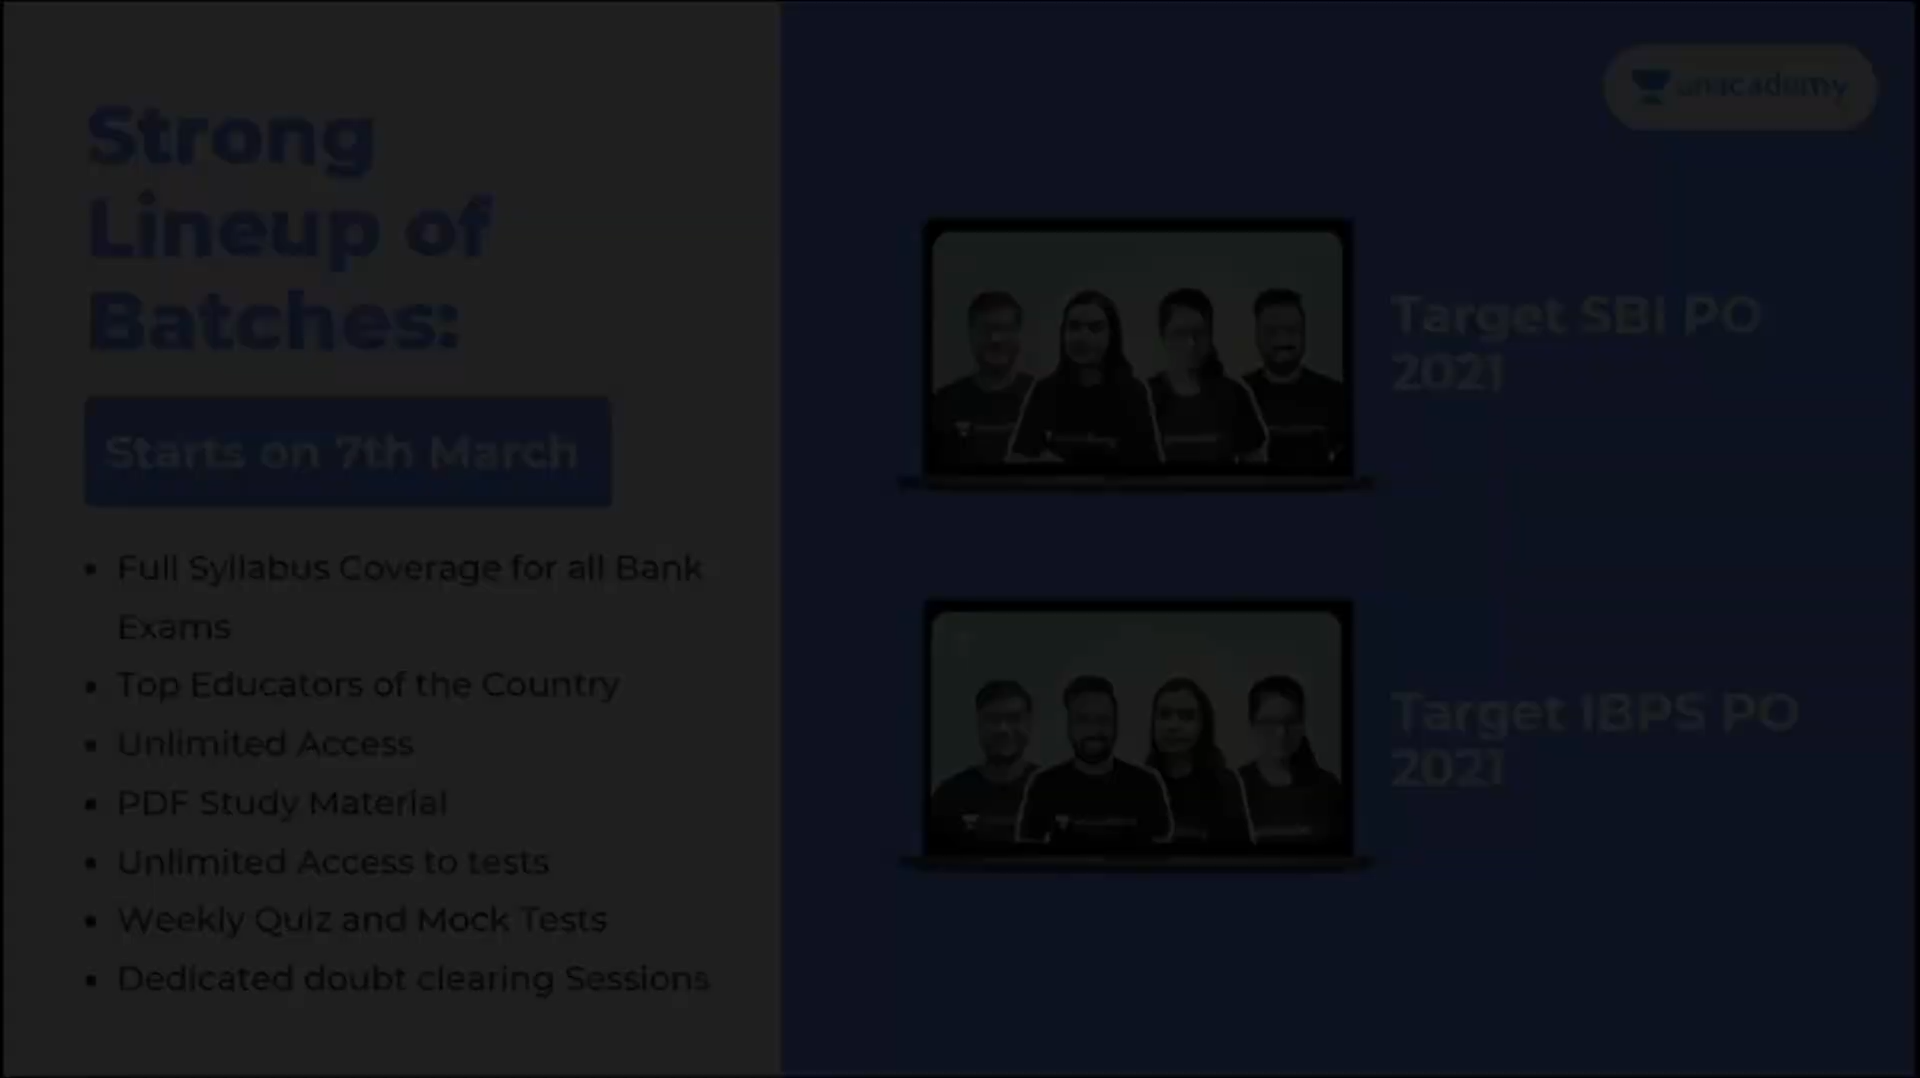 Strong
Lineup of
Batches:
Starts on 7th March
• Full Syllabus Coverage for all Bank
Exams
• Top Educators of the Country
• Unlimited Access
• PDF Study Material
• Unlimited Access to tests
• Weekly Quiz and Mock Tests
• Dedicated doubt clearing Sessions
unacademy
Target SBI PO
2021
Target IBPS PO
2021